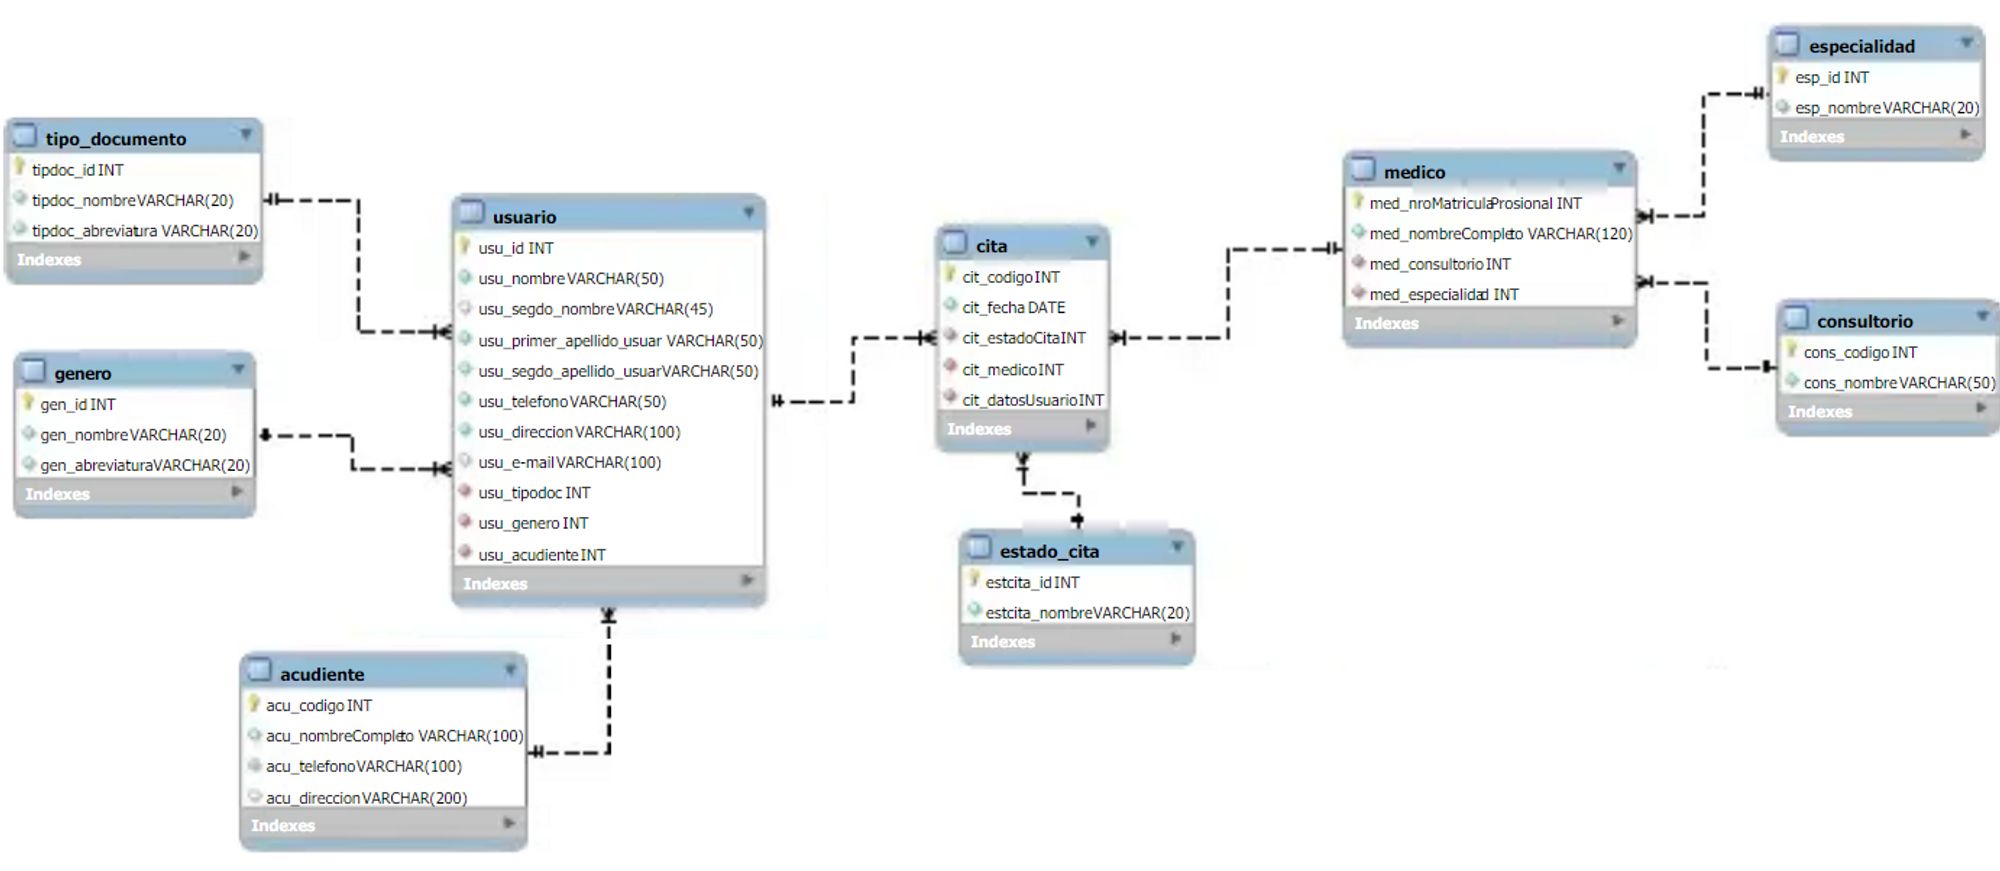 tipo_documento
tipdoc_id INT
tipdoc_nombre VARCHAR(20)
tipdoc_abreviatura VARCHAR(20)
Indexes
genero
gen_id INT
gen_nombre VARCHAR(20)
gen_abreviatura VARCHAR(20)
Indexes
usuario
usu_id INT
usu_nombre VARCHAR(50)
usu_segdo_nombre VARCHAR(45)
usu_primer_apellido_usuar VARCHAR(50)
usu_segdo_apellido_usuar VARCHAR(50)
usu_telefono VARCHAR(50)
usu_direccion VARCHAR(100)
usu_e-mail VARCHAR(100)
usu_tipodoc INT
usu_genero INT
usu_acudiente INT
Indexes
acudiente
acu_codigo INT
acu_nombreCompleto VARCHAR(100)
acu_telefono VARCHAR(100)
acu_direccion VARCHAR(200)
Indexes
cita
cit_codigo INT
cit_fecha DATE
cit_estadoCita INT
cit_medico INT
cit_datosUsuario INT
Indexes
estado_cita
estcita_id INT
estcita_nombre VARCHAR(20)
Indexes
medico
med_nroMatriculaProsional INT
med_nombreCompleto VARCHAR(120)
med_consultorio INT
med_especialidad INT
Indexes
especialidad
esp_id INT
esp_nombre VARCHAR(20)
Indexes
consultorio
cons_codigo INT
cons_nombre VARCHAR(50)
Indexes